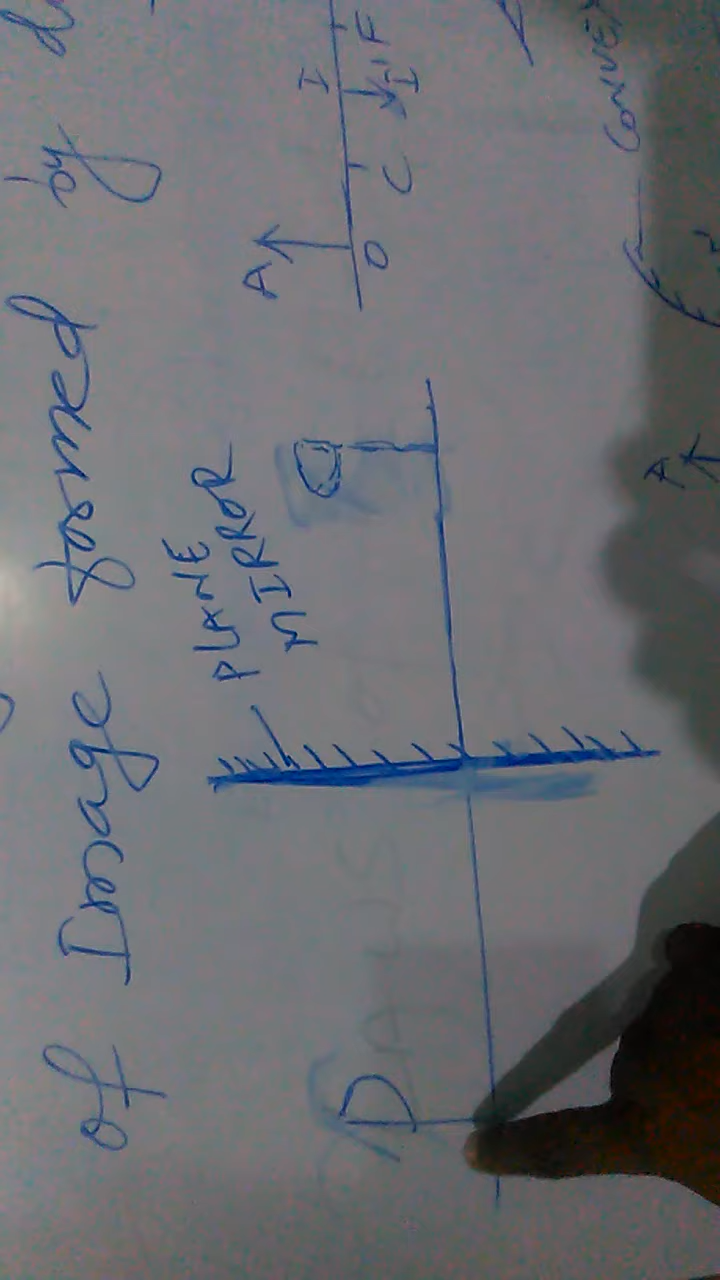 of Image formed by
PLANE
MIRROR
A
I
O C I' F
A
CONVEX